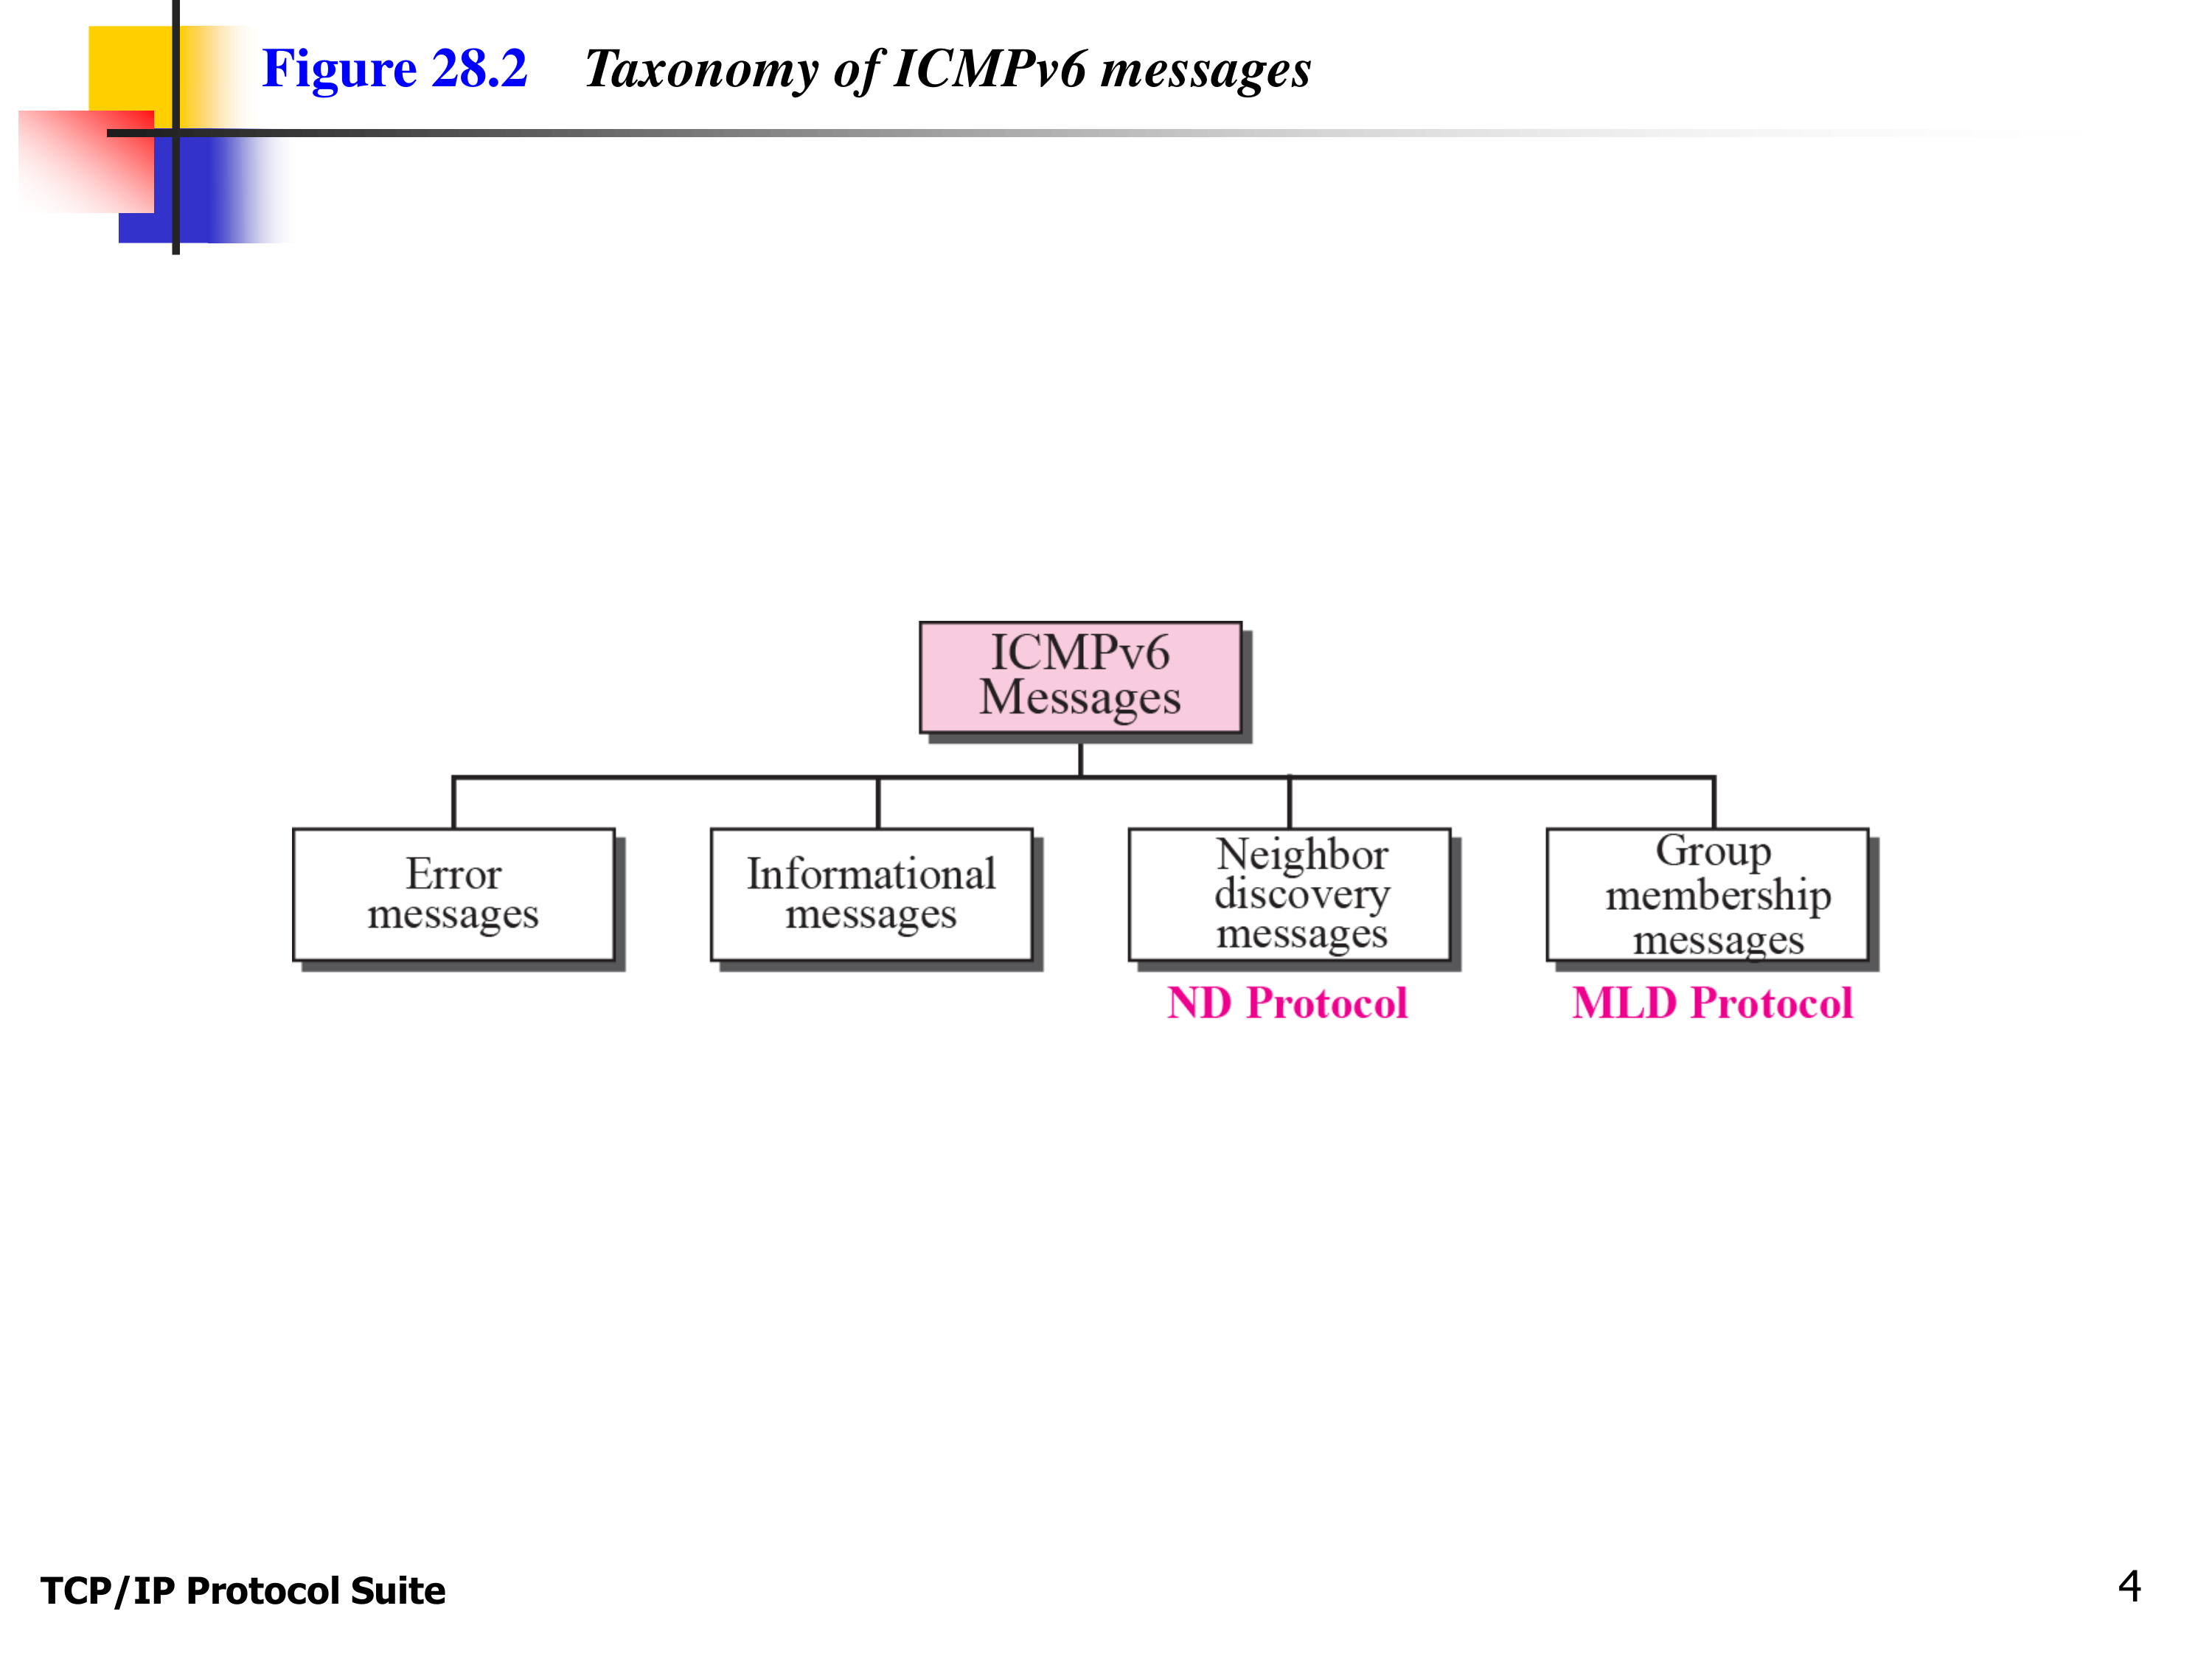 Figure 28.2 Taxonomy of ICMPv6 messages
ICMPv6
Messages
Error
messages
Informational
messages
Neighbor
discovery
messages
Group
membership
messages
ND Protocol
MLD Protocol
TCP/IP Protocol Suite
4